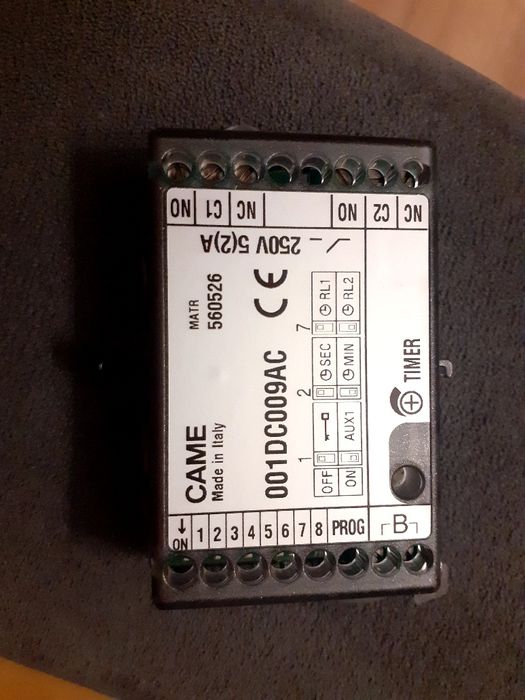 CAME
Made in Italy
MATR
560526
001DC009AC
CE
1 2 7
OFF SEC RL1
ON AUX1 MIN RL2
TIMER
ON 1 2 3 4 5 6 7 8 PROG B
NO C1 NC NO C2 NC
250V 5(2)A